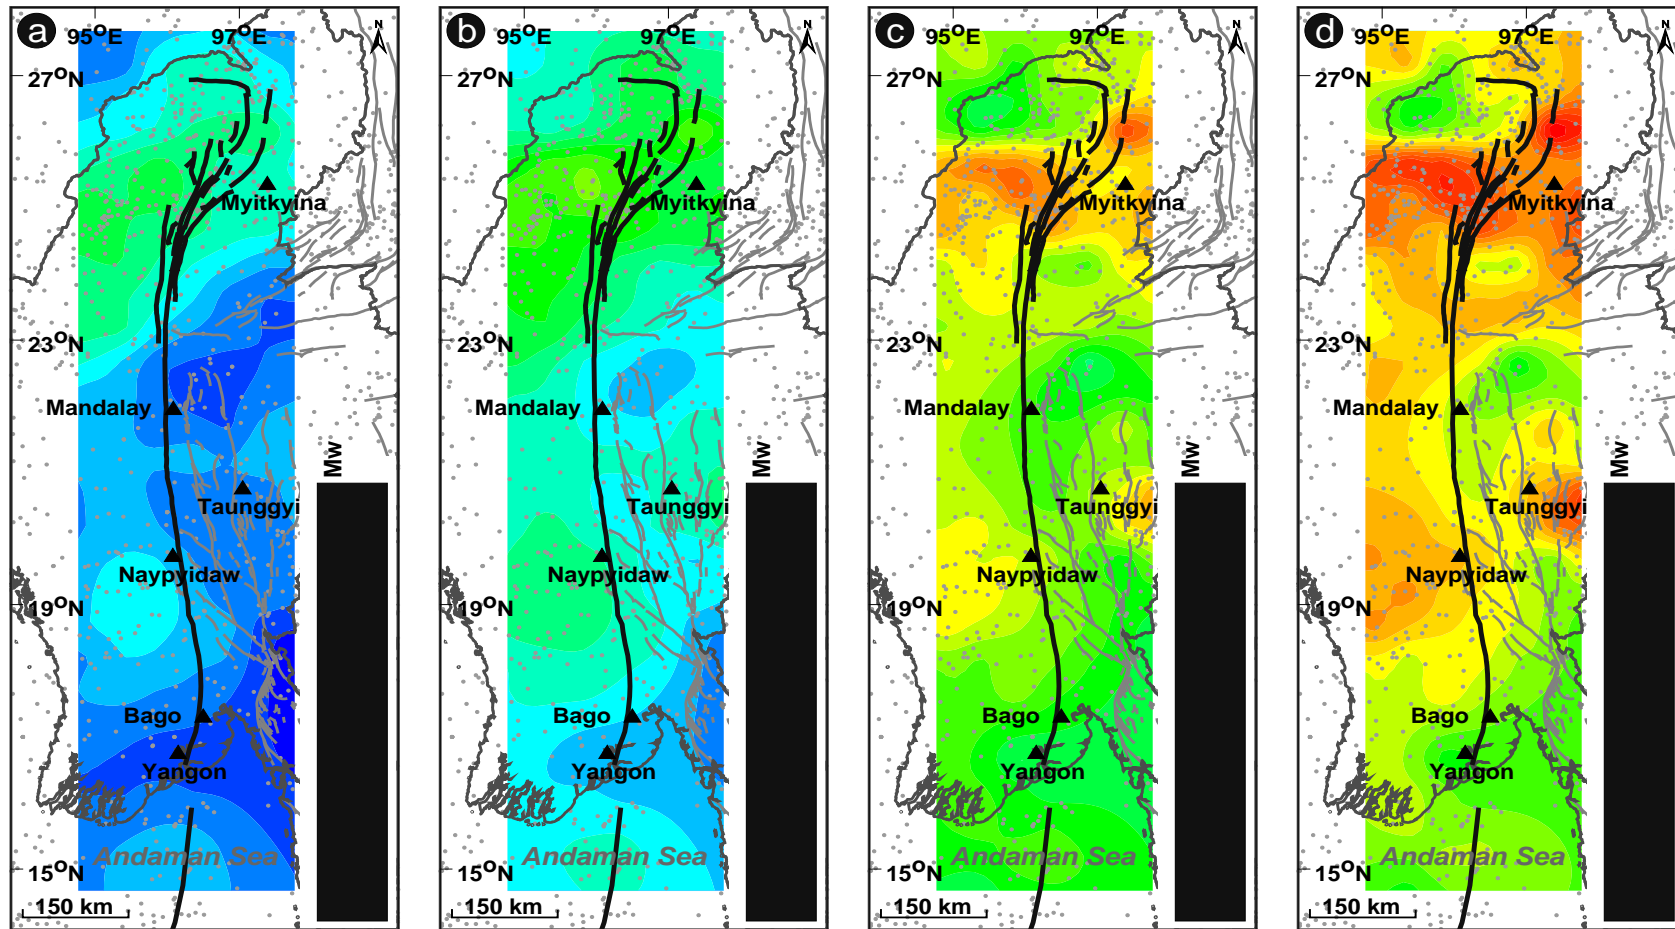 a
95°E 97°E
N
27°N
Myitkyina
23°N
Mandalay
Mw
Taunggyi
Naypyidaw
19°N
Bago
Yangon
Andaman Sea
15°N
150 km
b
95°E 97°E
N
27°N
Myitkyina
23°N
Mandalay
Mw
Taunggyi
Naypyidaw
19°N
Bago
Yangon
Andaman Sea
15°N
150 km
c
95°E 97°E
N
27°N
Myitkyina
23°N
Mandalay
Mw
Taunggyi
Naypyidaw
19°N
Bago
Yangon
Andaman Sea
15°N
150 km
d
95°E 97°E
N
27°N
Myitkyina
23°N
Mandalay
Mw
Taunggyi
Naypyidaw
19°N
Bago
Yangon
Andaman Sea
15°N
150 km